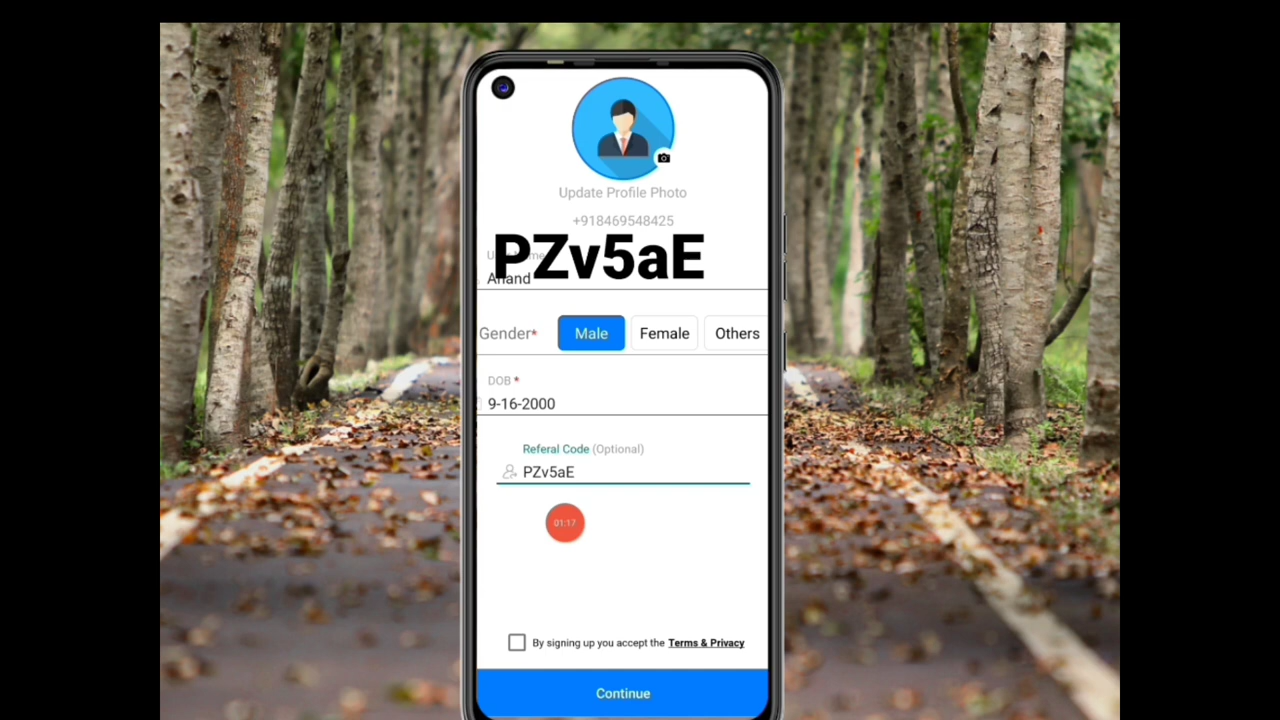 Update Profile Photo
+918469548425
PZv5aE
Anand
Gender* Male Female Others
DOB *
9-16-2000
Referal Code (Optional)
PZv5aE
01:17
By signing up you accept the Terms & Privacy
Continue